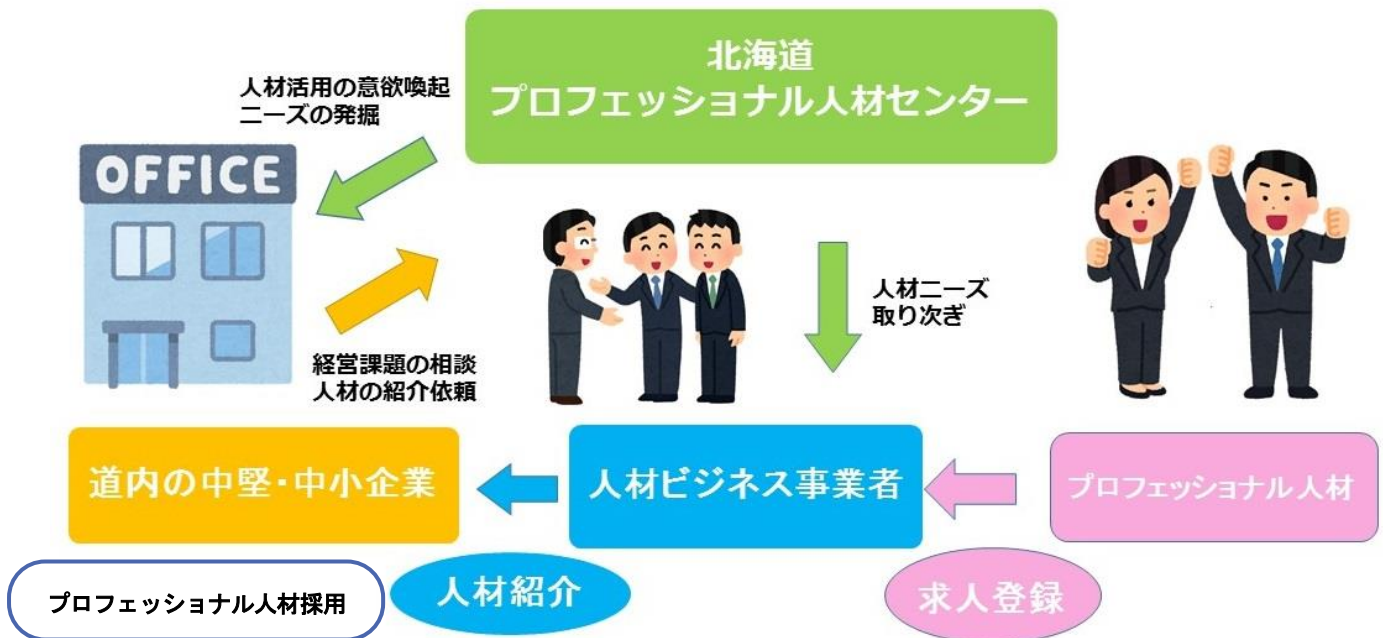 北海道
プロフェッショナル人材センター
人材活用の意欲喚起
ニーズの発掘
OFFICE
人材ニーズ
取り次ぎ
経営課題の相談
人材の紹介依頼
道内の中堅・中小企業
人材ビジネス事業者
プロフェッショナル人材
プロフェッショナル人材採用
人材紹介
求人登録